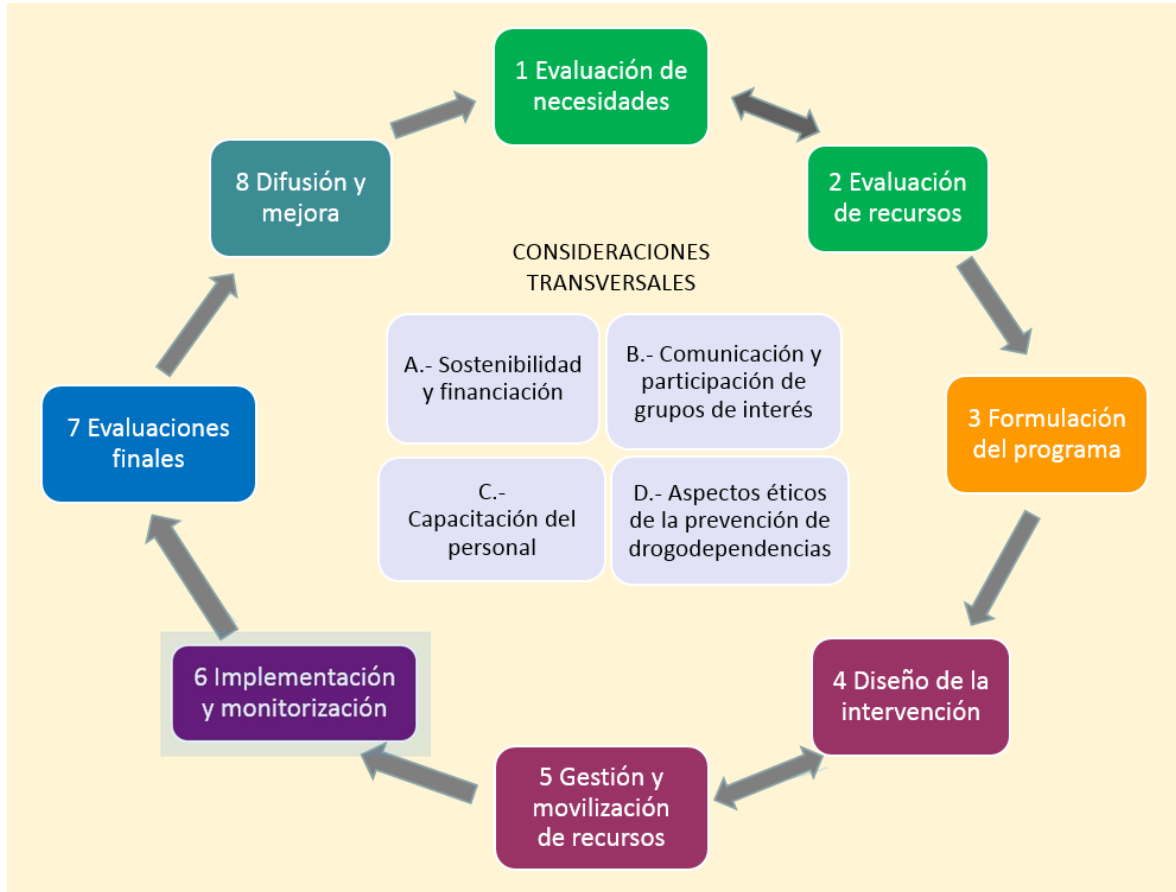 1 Evaluación de
necesidades
2 Evaluación
de recursos
3 Formulación
del programa
4 Diseño de la
intervención
5 Gestión y
movilización
de recursos
6 Implementación
y monitorización
7 Evaluaciones
finales
8 Difusión y
mejora
CONSIDERACIONES
TRANSVERSALES
A.- Sostenibilidad
y financiación
B.- Comunicación y
participación de
grupos de interés
C.-
Capacitación del
personal
D.- Aspectos éticos
de la prevención de
drogodependencias